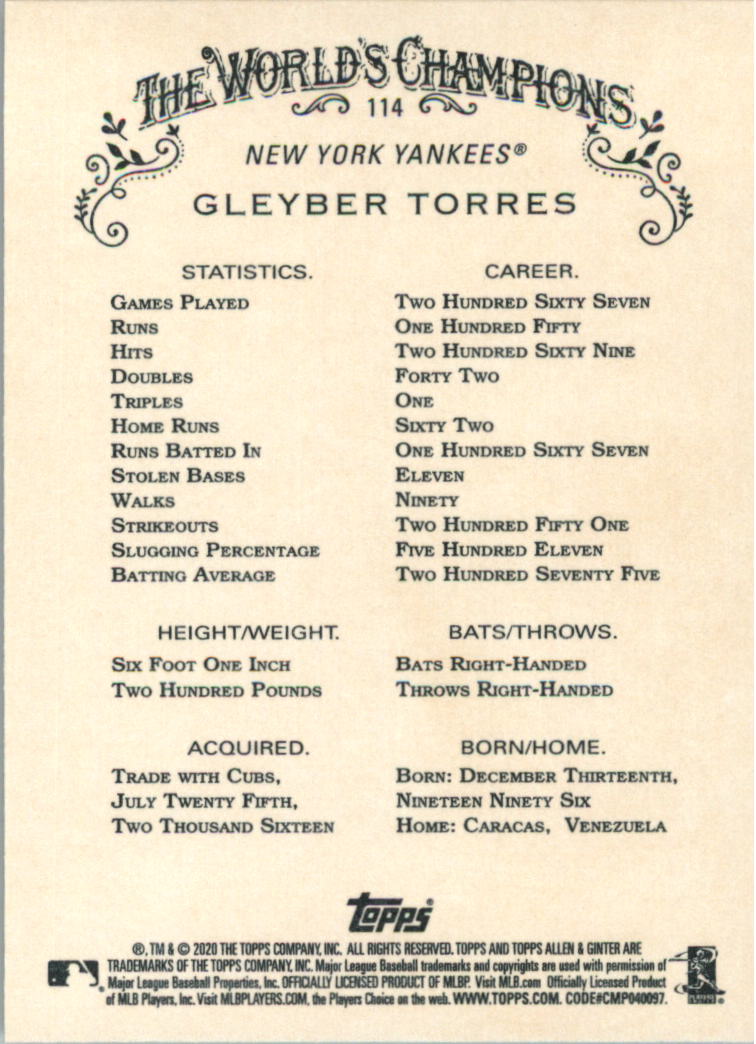 THE WORLD'S CHAMPIONS
114
NEW YORK YANKEES®
GLEYBER TORRES
STATISTICS. CAREER.
GAMES PLAYED TWO HUNDRED SIXTY SEVEN
RUNS ONE HUNDRED FIFTY
HITS TWO HUNDRED SIXTY NINE
DOUBLES FORTY TWO
TRIPLES ONE
HOME RUNS SIXTY TWO
RUNS BATTED IN ONE HUNDRED SIXTY SEVEN
STOLEN BASES ELEVEN
WALKS NINETY
STRIKEOUTS TWO HUNDRED FIFTY ONE
SLUGGING PERCENTAGE FIVE HUNDRED ELEVEN
BATTING AVERAGE TWO HUNDRED SEVENTY FIVE
HEIGHT/WEIGHT. BATS/THROWS.
SIX FOOT ONE INCH BATS RIGHT-HANDED
TWO HUNDRED POUNDS THROWS RIGHT-HANDED
ACQUIRED. BORN/HOME.
TRADE WITH CUBS, BORN: DECEMBER THIRTEENTH,
JULY TWENTY FIFTH, NINETEEN NINETY SIX
TWO THOUSAND SIXTEEN HOME: CARACAS, VENEZUELA
Topps®
®, TM & © 2020 THE TOPPS COMPANY, INC. ALL RIGHTS RESERVED. TOPPS AND TOPPS ALLEN & GINTER ARE
TRADEMARKS OF THE TOPPS COMPANY, INC. Major League Baseball trademarks and copyrights are used with permission of
Major League Baseball Properties, Inc. OFFICIALLY LICENSED PRODUCT OF MLBP. Visit MLB.com Officially Licensed Product
of MLB Players, Inc. Visit MLBPLAYERS.COM, the Players Choice on the web. WWW.TOPPS.COM. CODE#CMP040097.